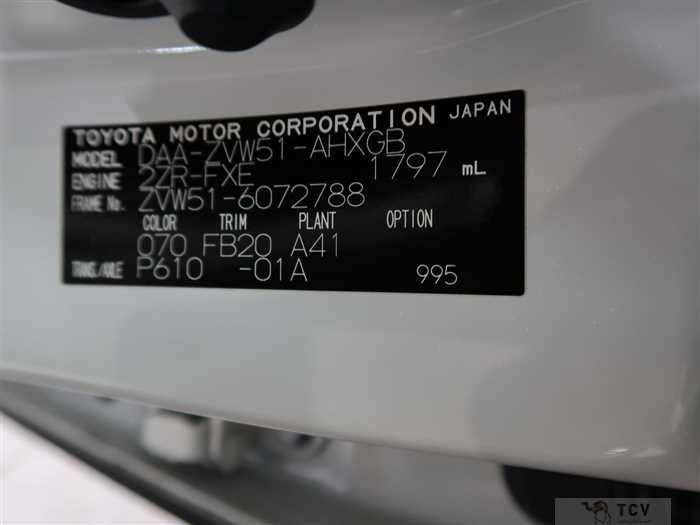 TOYOTA MOTOR CORPORATION JAPAN
MODEL DAA-ZVW51-AHXGB
ENGINE 2ZR-FXE 1797 mL
FRAME No. ZVW51-6072788
COLOR TRIM PLANT OPTION
070 FB20 A41
TRANS./AXLE P610 -01A 995
TCV